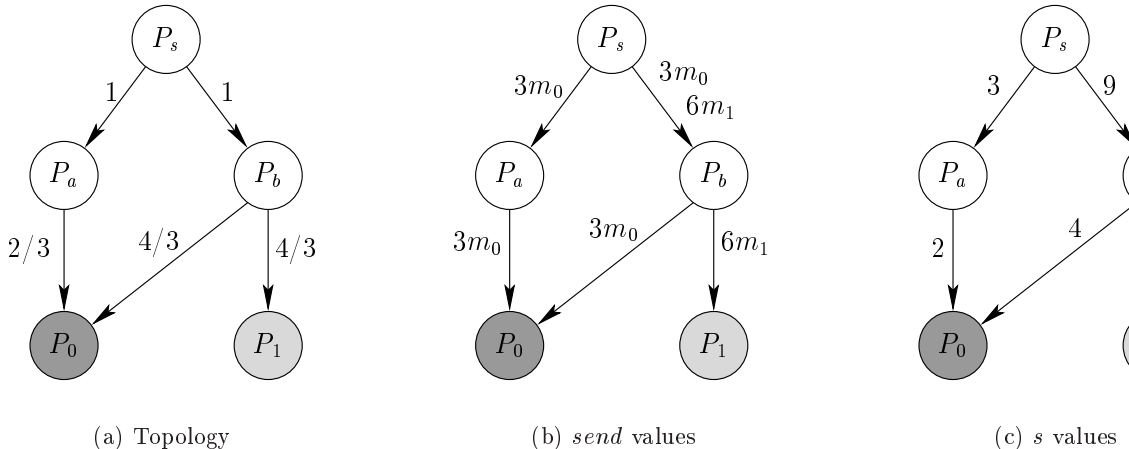 P_s
1
1
P_a
P_b
2/3
4/3
4/3
P_0
P_1
(a) Topology
P_s
3m_0
3m_0
6m_1
P_a
P_b
3m_0
3m_0
6m_1
P_0
P_1
(b) send values
P_s
3
9
P_a
2
4
P_0
(c) s values